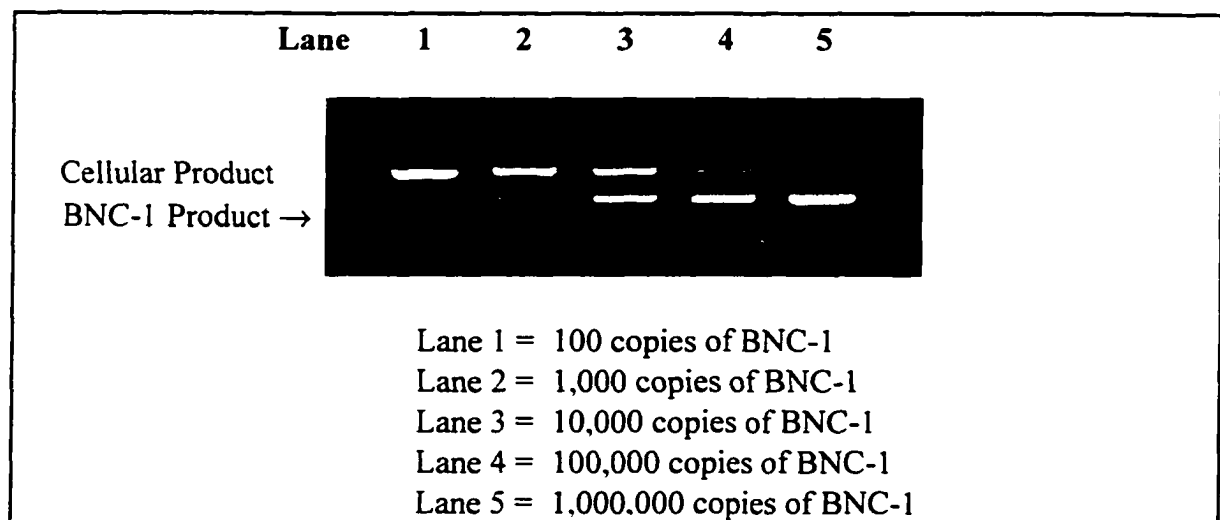 Lane 1 2 3 4 5
Cellular Product
BNC-1 Product →
Lane 1 = 100 copies of BNC-1
Lane 2 = 1,000 copies of BNC-1
Lane 3 = 10,000 copies of BNC-1
Lane 4 = 100,000 copies of BNC-1
Lane 5 = 1,000,000 copies of BNC-1